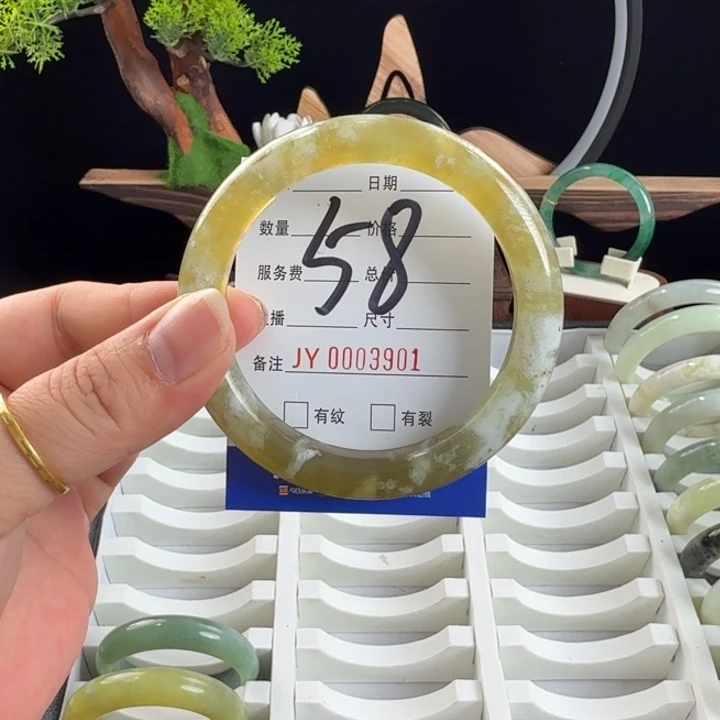 日期
数量 价格
58
服务费 总
播 尺寸
备注 JY 0003901
有纹 有裂